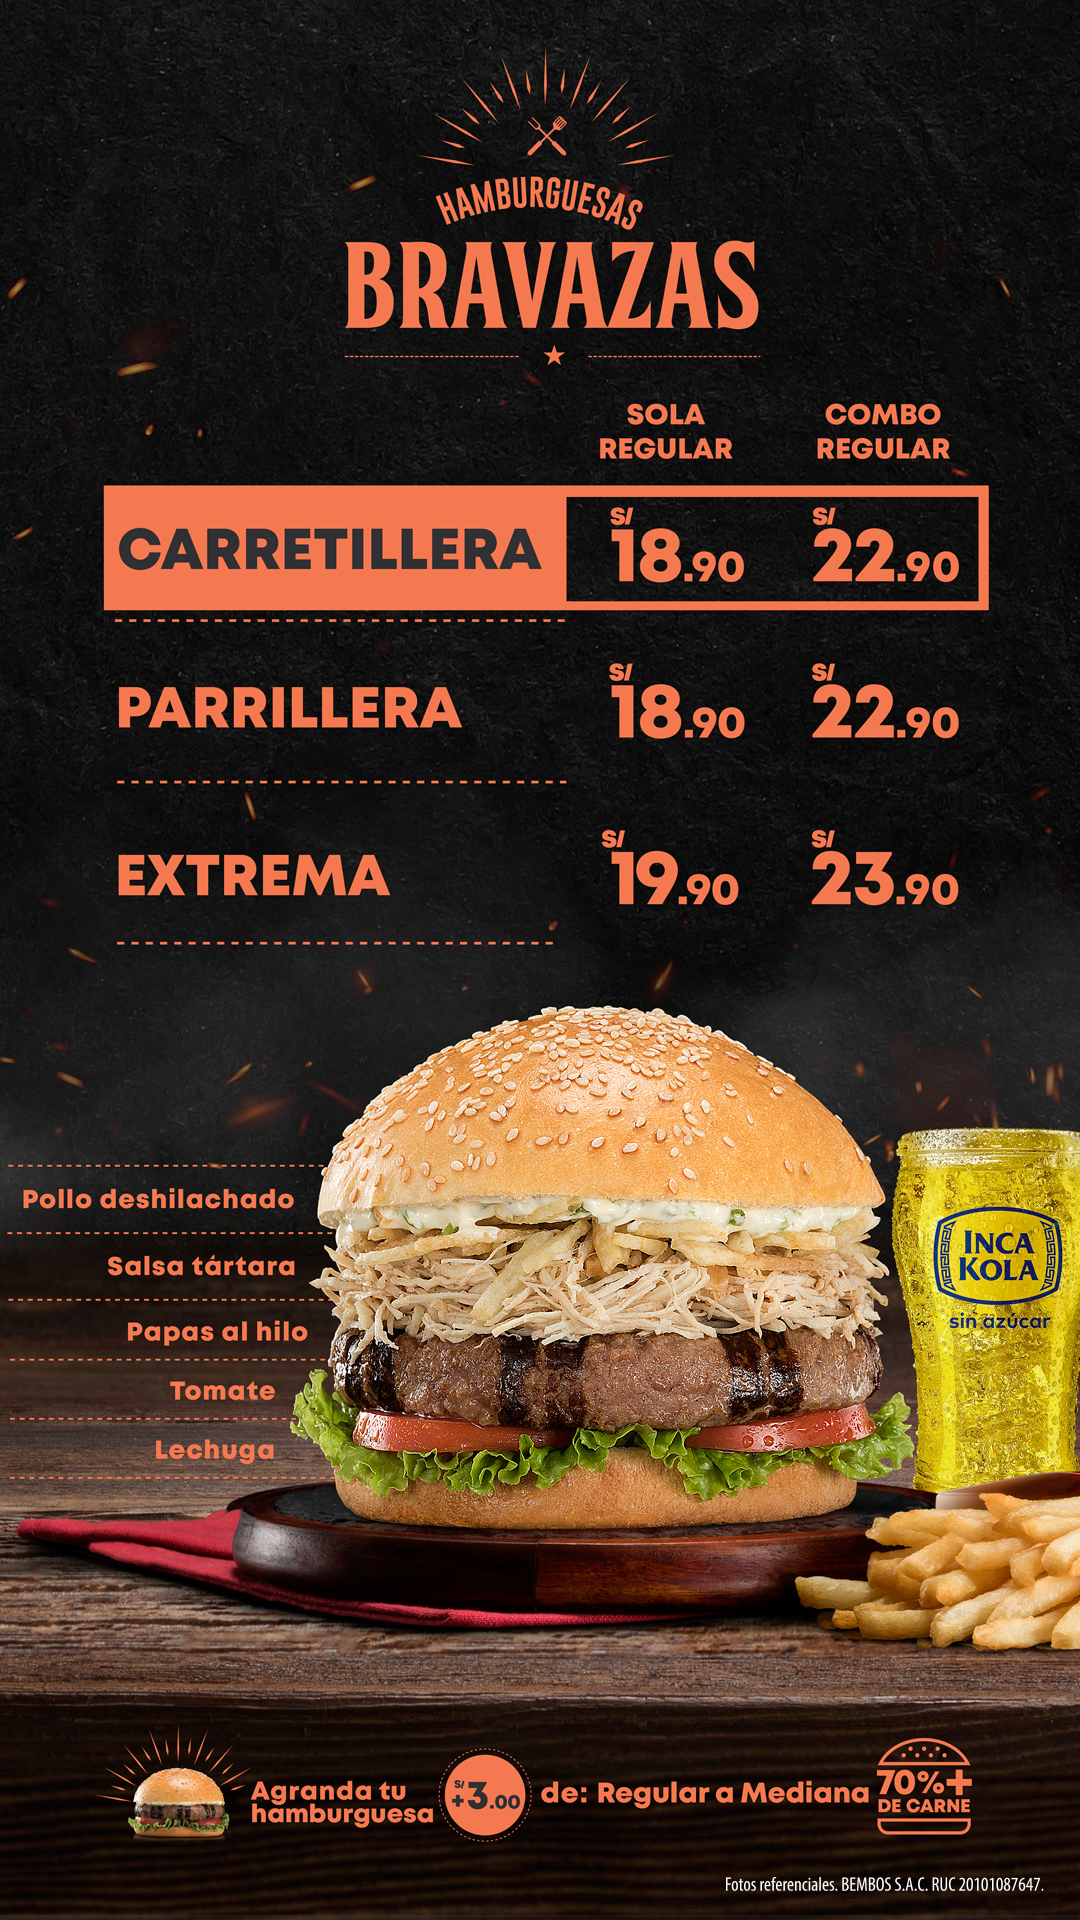 HAMBURGUESAS
BRAVAZAS
SOLA REGULAR
COMBO REGULAR
CARRETILLERA S/ 18.90 S/ 22.90
PARRILLERA S/ 18.90 S/ 22.90
EXTREMA S/ 19.90 S/ 23.90
Pollo deshilachado
Salsa tártara
Papas al hilo
Tomate
Lechuga
INCA
KOLA
sin azúcar
Agranda tu
hamburguesa
S/ +3.00
de: Regular a Mediana
70%+
DE CARNE
Fotos referenciales. BEMBOS S.A.C. RUC 20101087647.